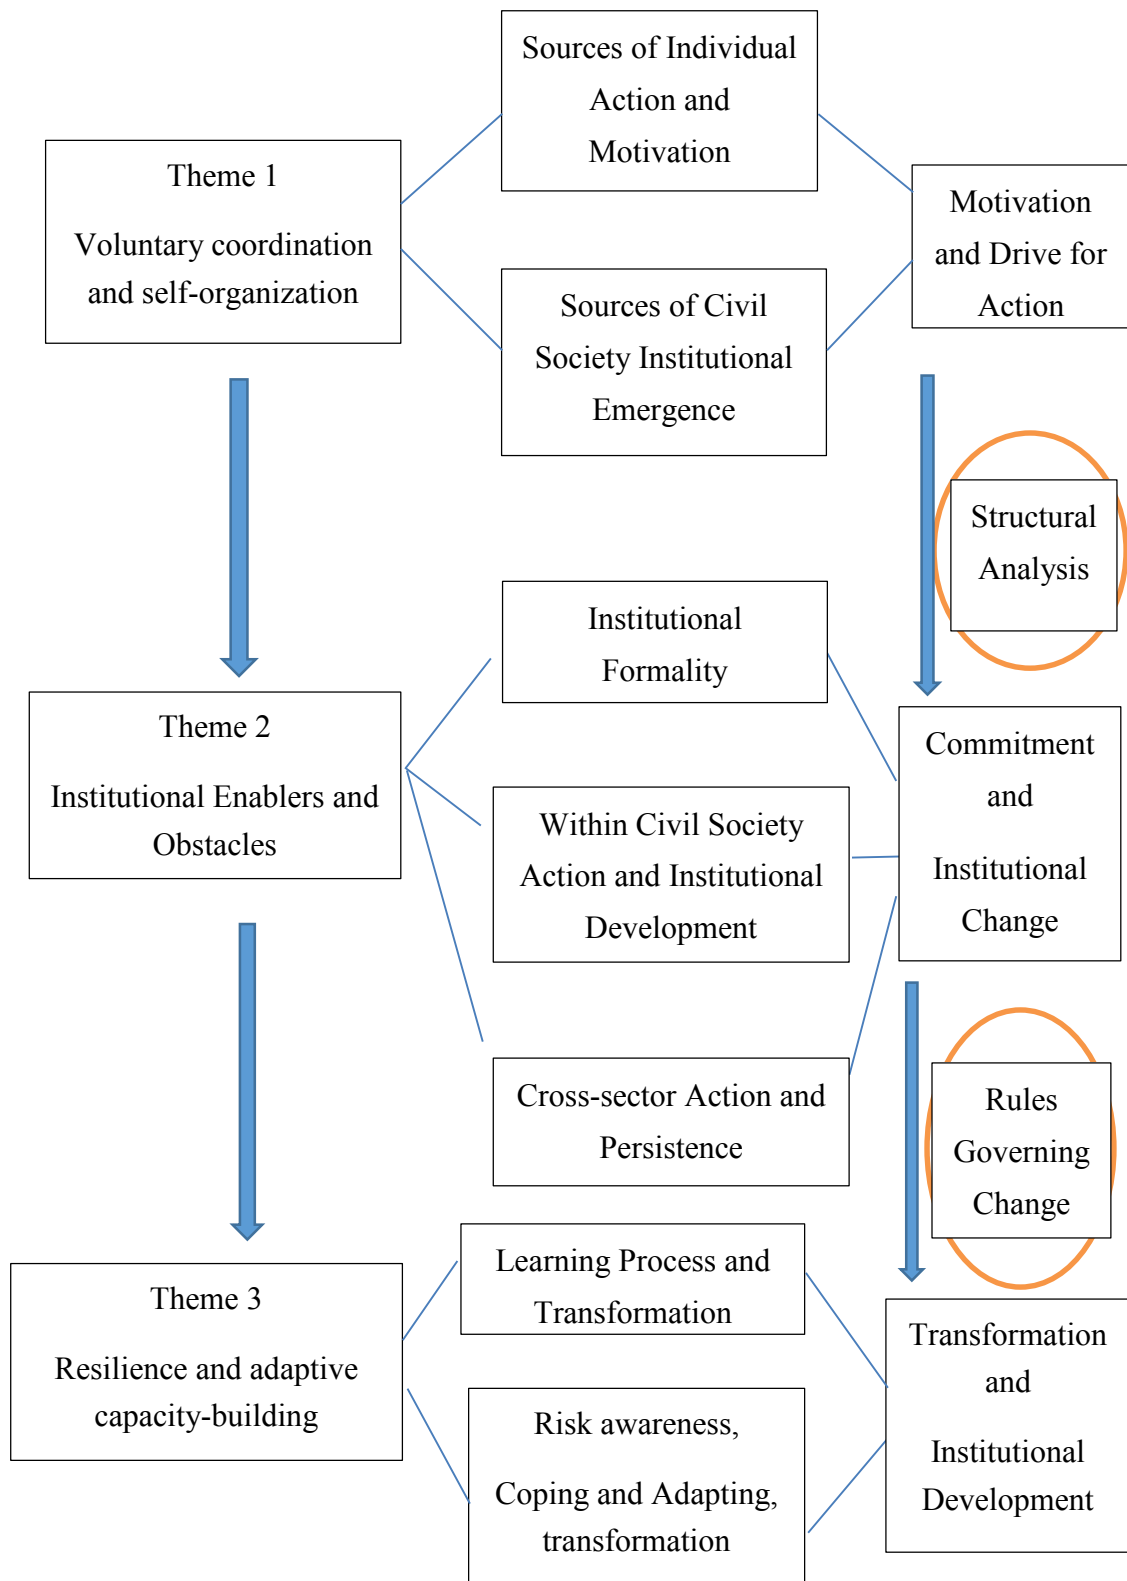 Sources of Individual
Action and
Motivation
Theme 1
Voluntary coordination
and self-organization
Motivation
and Drive for
Action
Sources of Civil
Society Institutional
Emergence
Structural
Analysis
Institutional
Formality
Theme 2
Institutional Enablers and
Obstacles
Commitment
and
Institutional
Change
Within Civil Society
Action and Institutional
Development
Cross-sector Action and
Persistence
Rules
Governing
Change
Learning Process and
Transformation
Theme 3
Resilience and adaptive
capacity-building
Transformation
and
Institutional
Development
Risk awareness,
Coping and Adapting,
transformation